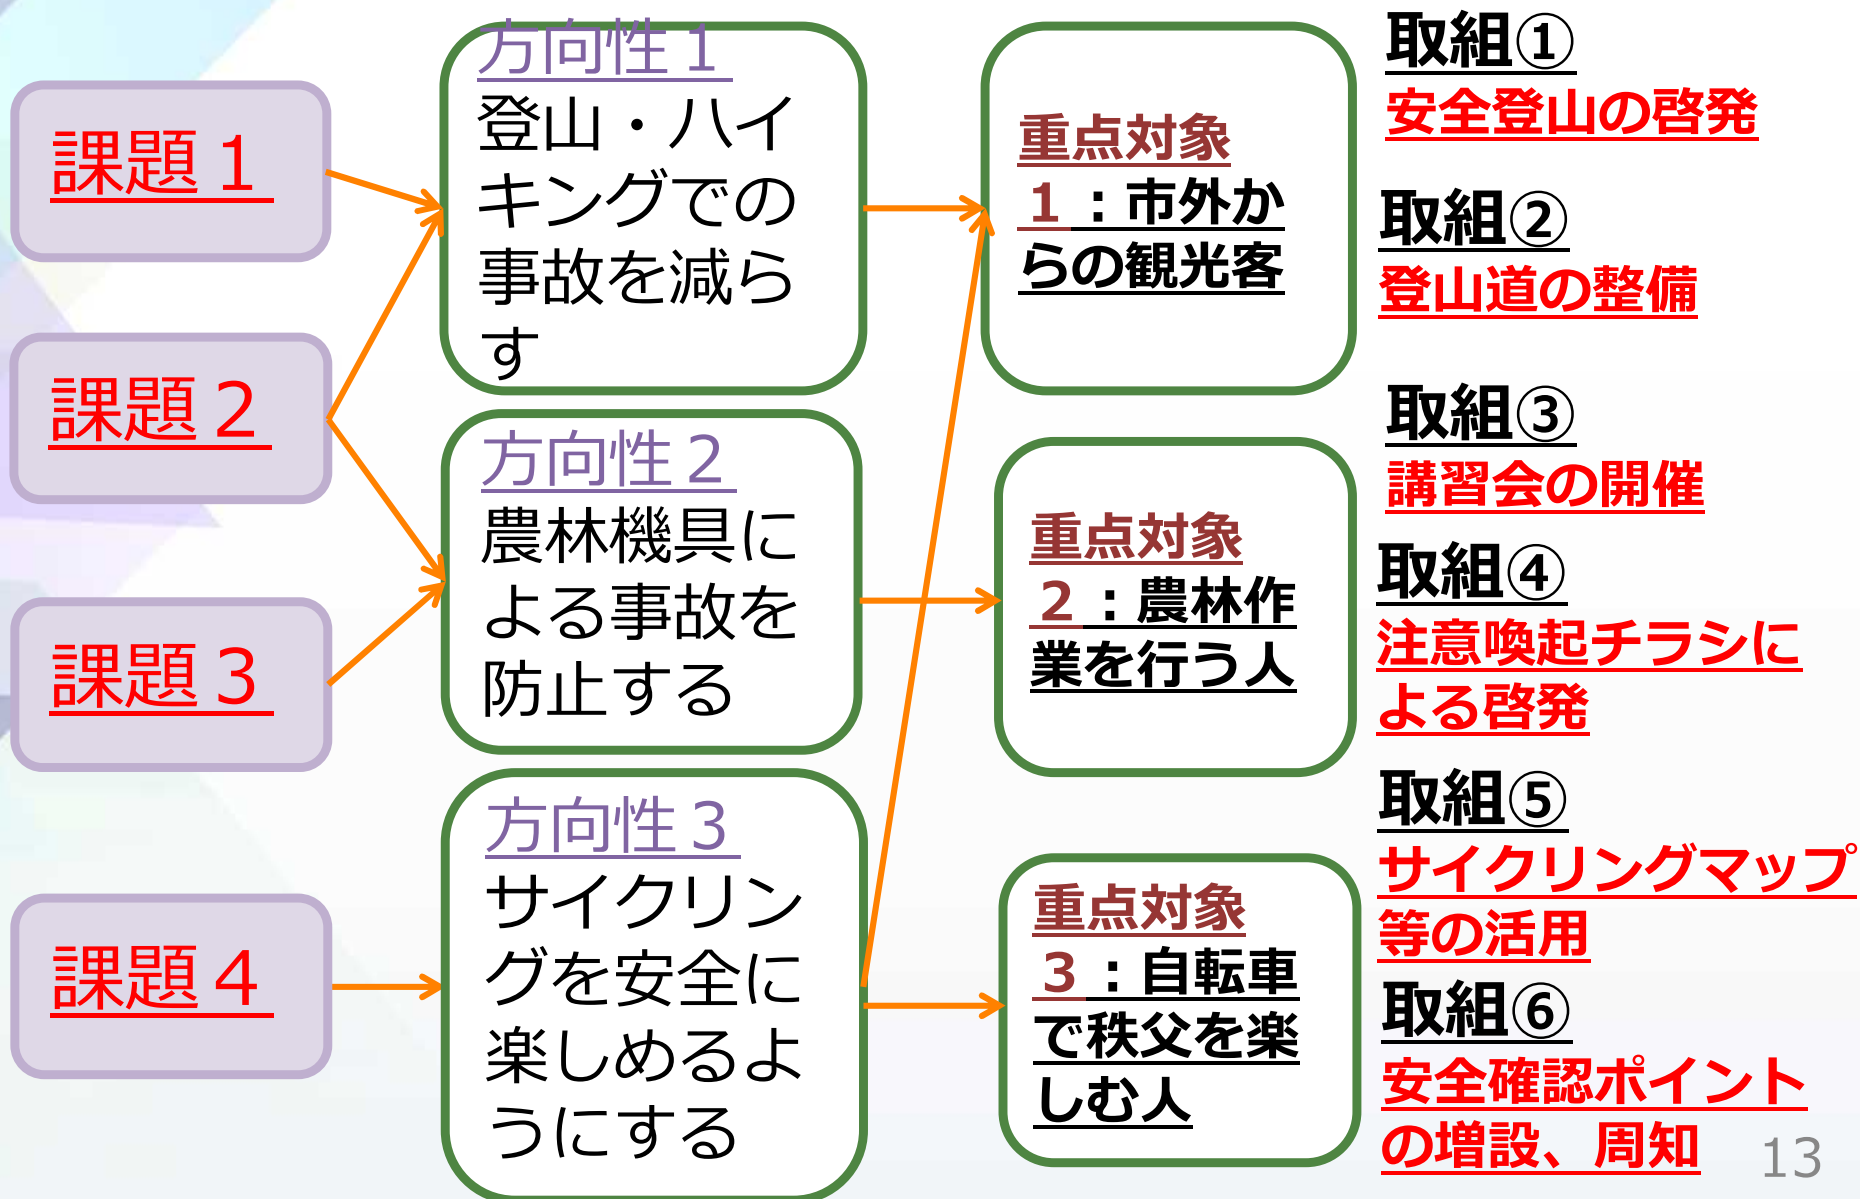 課題１
課題２
課題３
課題４
方向性１
登山・ハイ
キングでの
事故を減ら
す
方向性２
農林機具に
よる事故を
防止する
方向性３
サイクリン
グを安全に
楽しめるよ
うにする
重点対象
１：市外か
らの観光客
重点対象
２：農林作
業を行う人
重点対象
３：自転車
で秩父を楽
しむ人
取組①
安全登山の啓発
取組②
登山道の整備
取組③
講習会の開催
取組④
注意喚起チラシに
よる啓発
取組⑤
サイクリングマップ
等の活用
取組⑥
安全確認ポイント
の増設、周知
13